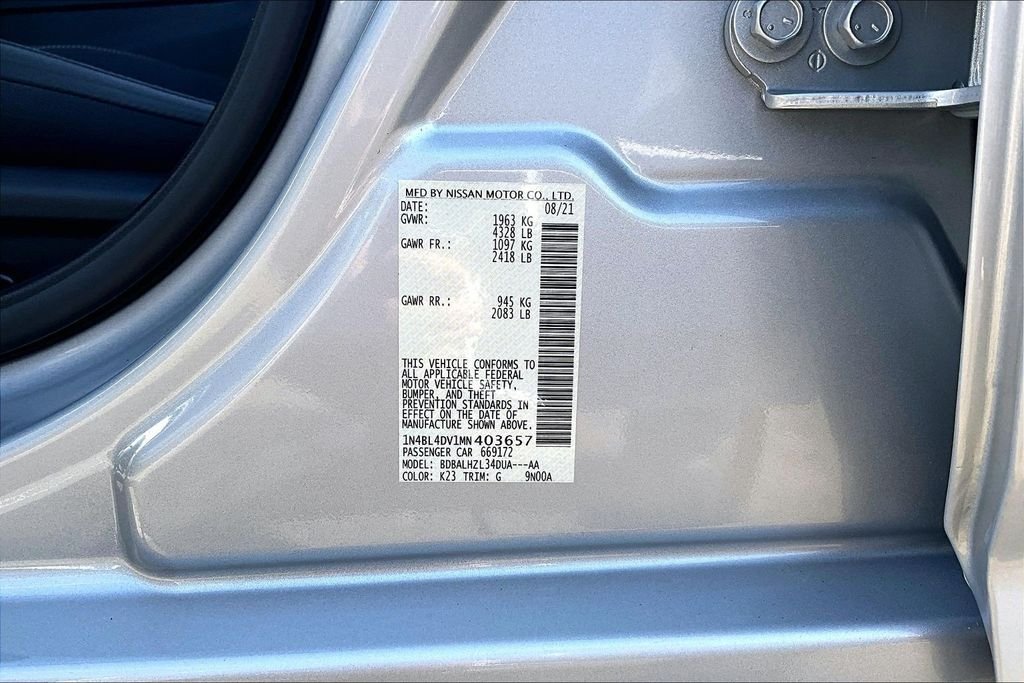 MFD BY NISSAN MOTOR CO., LTD.
DATE: 08/21
GVWR: 1963 KG
4328 LB
GAWR FR.: 1097 KG
2418 LB
GAWR RR.: 945 KG
2083 LB
THIS VEHICLE CONFORMS TO
ALL APPLICABLE FEDERAL
MOTOR VEHICLE SAFETY,
BUMPER, AND THEFT
PREVENTION STANDARDS IN
EFFECT ON THE DATE OF
MANUFACTURE SHOWN ABOVE.
1N4BL4DV1MN403657
PASSENGER CAR 669172
MODEL: BDBALHZL34DUA---AA
COLOR: K23 TRIM: G 9N00A